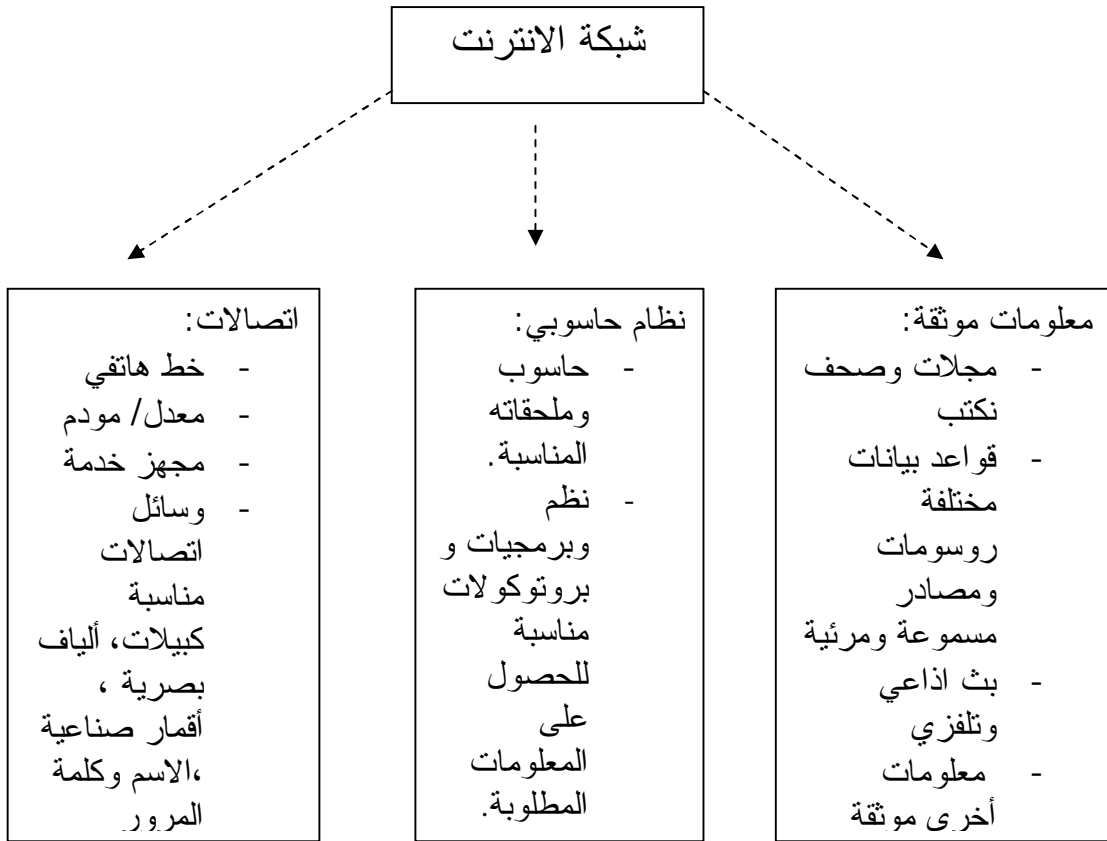 شبكة الانترنت
معلومات موثقة:
- مجلات وصحف
نكتب
- قواعد بيانات
مختلفة
روسومات
ومصادر
مسموعة ومرئية
- بث اذاعي
وتلفزي
- معلومات
أخرى موثقة
نظام حاسوبي:
- حاسوب
وملحقاته
المناسبة.
- نظم
وبرمجيات و
بروتوكولات
مناسبة
للحصول
على
المعلومات
المطلوبة.
اتصالات:
- خط هاتفي
- معدل/ مودم
- مجهز خدمة
- وسائل
اتصالات
مناسبة
كبيلات، ألياف
بصرية ،
أقمار صناعية
،الاسم وكلمة
المرور